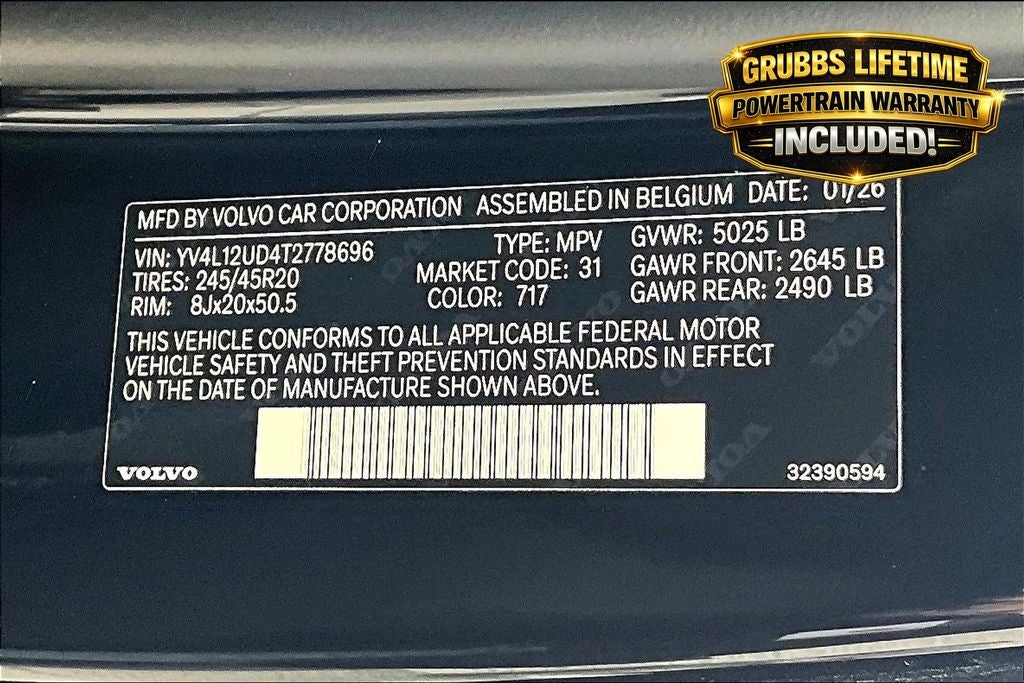 GRUBBS LIFETIME
POWERTRAIN WARRANTY
INCLUDED!
MFD BY VOLVO CAR CORPORATION ASSEMBLED IN BELGIUM DATE: 01/26
VIN: YV4L12UD4T2778696 TYPE: MPV GVWR: 5025 LB
TIRES: 245/45R20 MARKET CODE: 31 GAWR FRONT: 2645 LB
RIM: 8Jx20x50.5 COLOR: 717 GAWR REAR: 2490 LB
THIS VEHICLE CONFORMS TO ALL APPLICABLE FEDERAL MOTOR
VEHICLE SAFETY AND THEFT PREVENTION STANDARDS IN EFFECT
ON THE DATE OF MANUFACTURE SHOWN ABOVE.
VOLVO 32390594